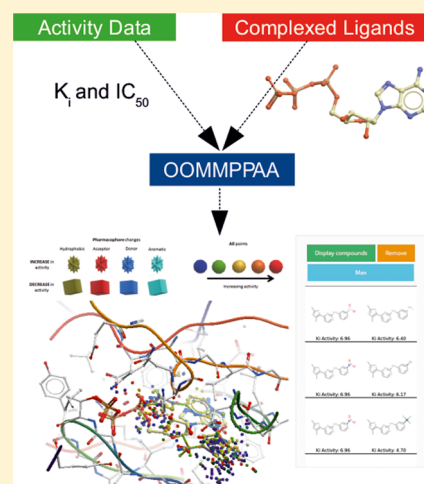 Activity Data
Complexed Ligands
Ki and IC50
OOMMPPAA
Pharmacophore changes
Hydrophobic Acceptor Donor Aromatic
INCREASE in activity
DECREASE in activity
All points
Increasing activity
Display compounds Remove
Max
Ki Activity: 6.96 Ki Activity: 6.40
Ki Activity: 6.96 Ki Activity: 6.17
Ki Activity: 6.96 Ki Activity: 4.70